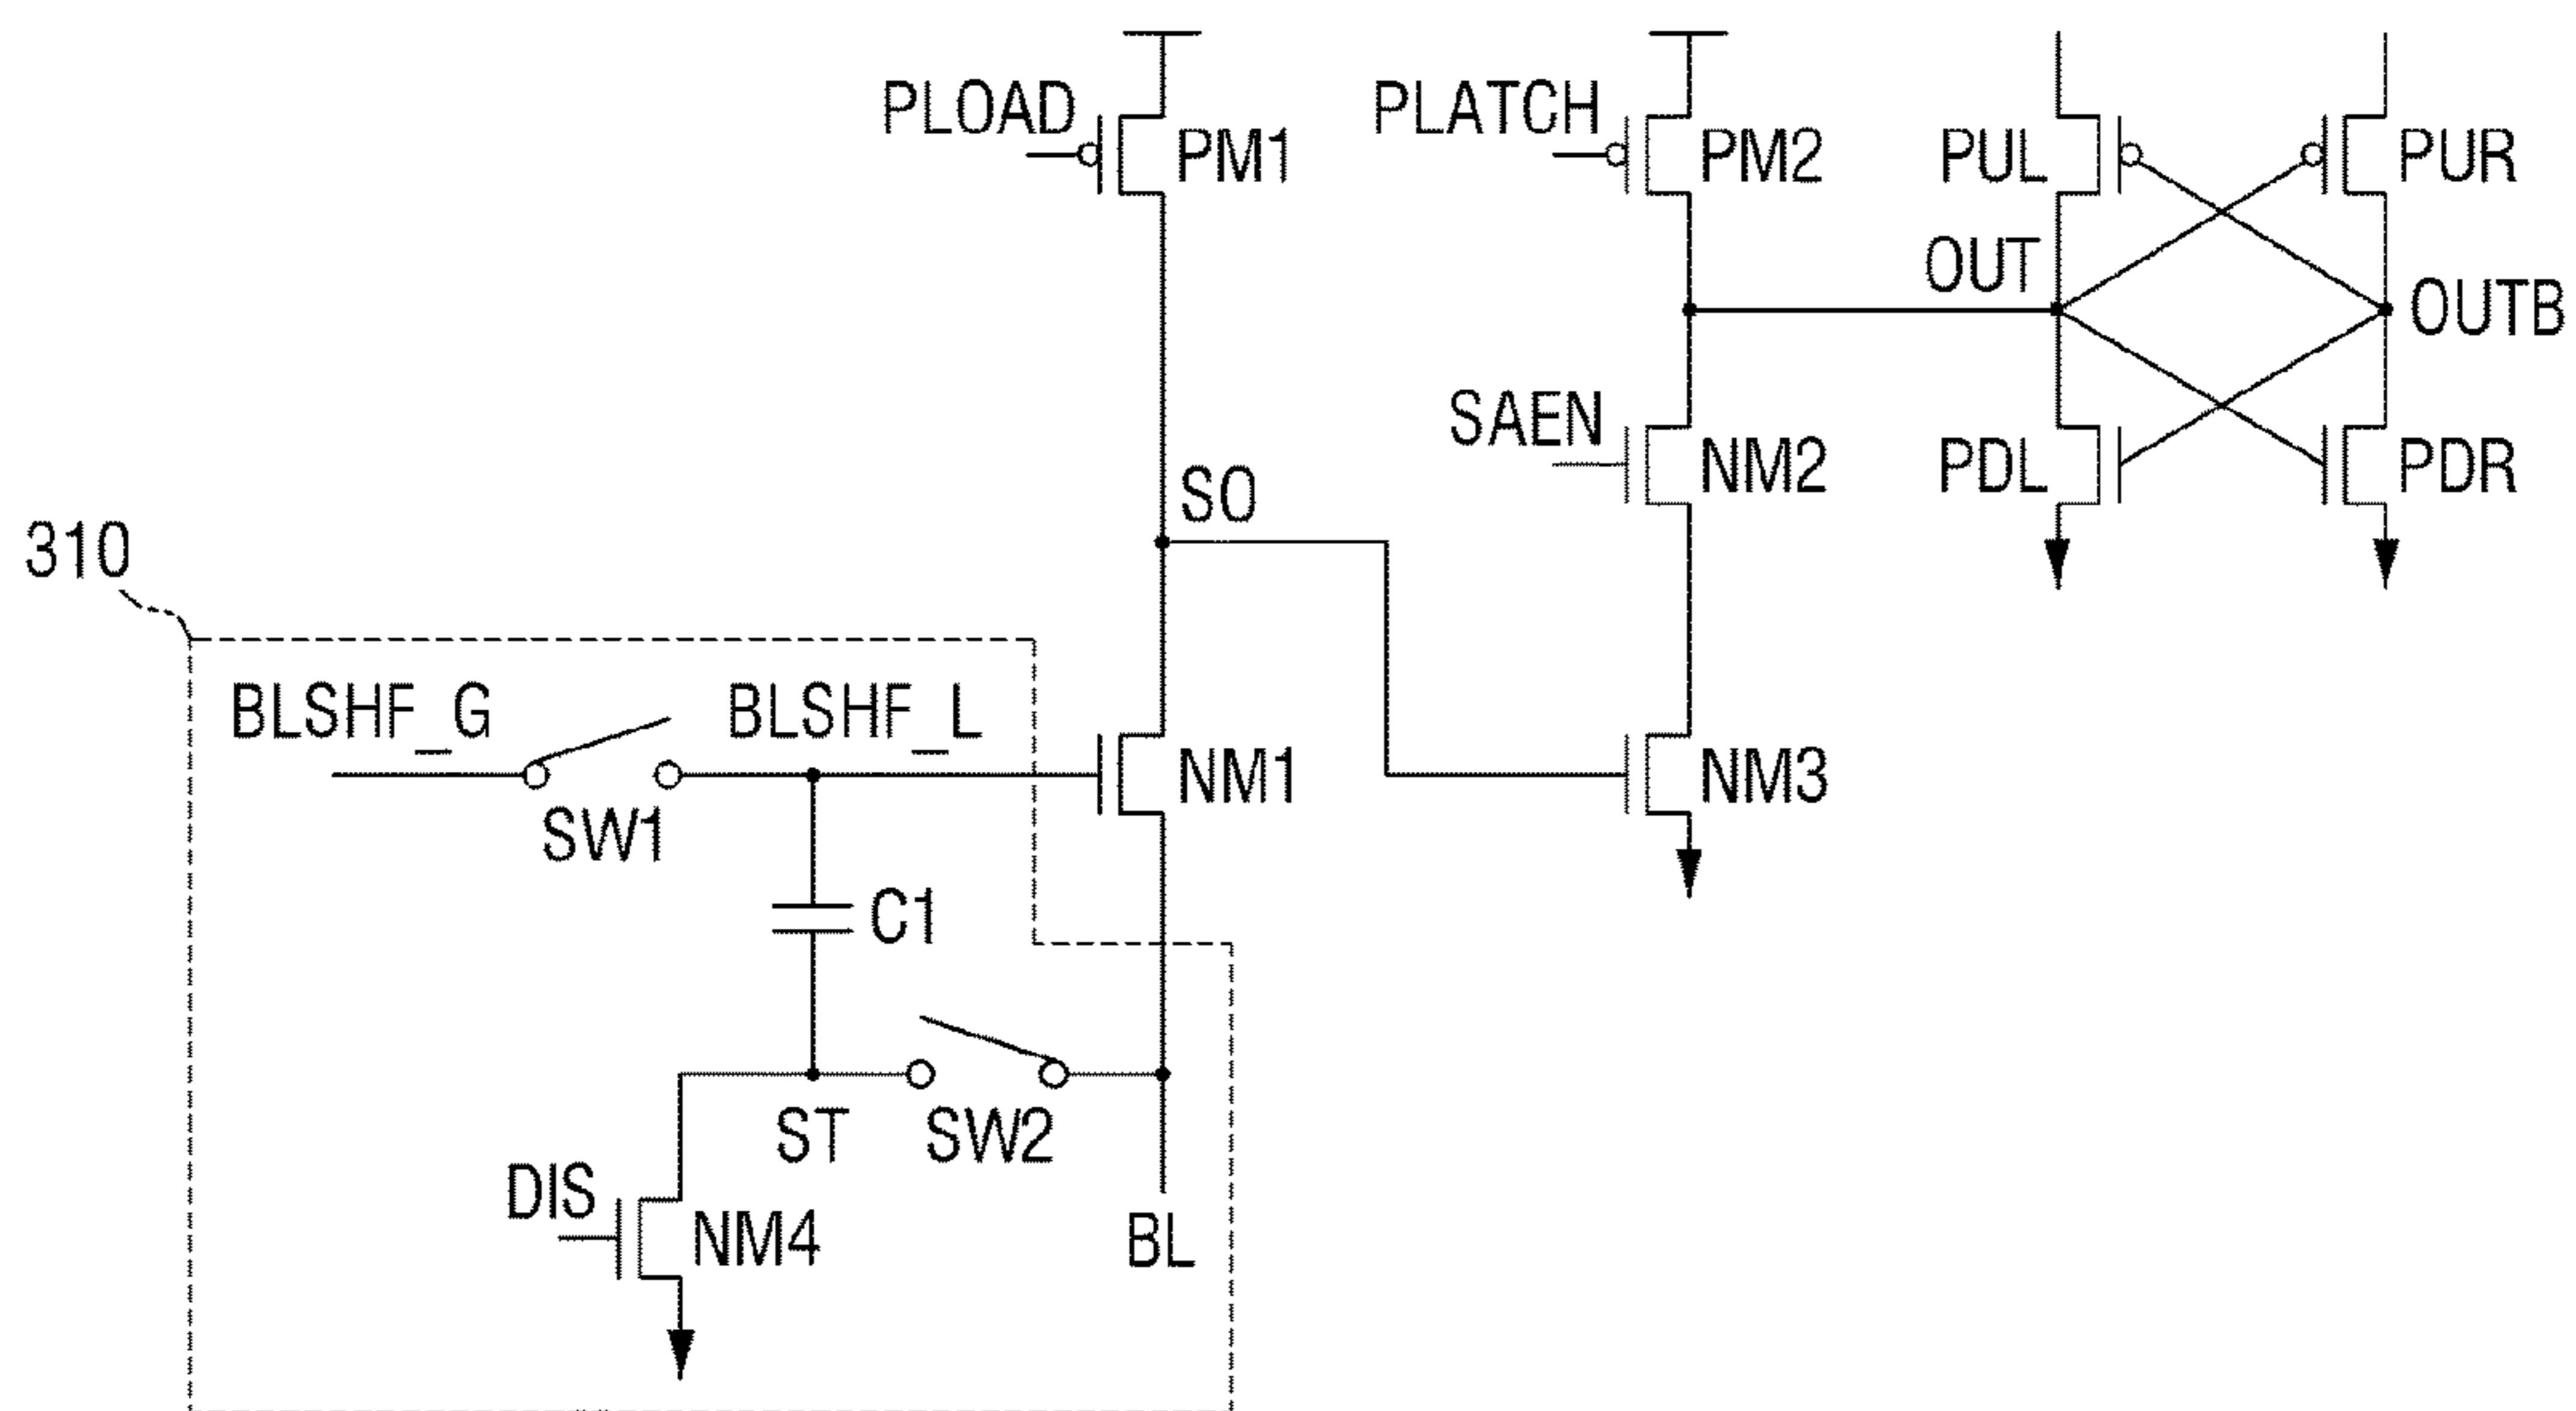 PLOAD
PM1
PLATCH
PM2
PUL
PUR
OUT
OUTB
SAEN
NM2
PDL
PDR
SO
310
BLSHF_G
BLSHF_L
SW1
NM1
NM3
C1
ST
SW2
DIS
NM4
BL